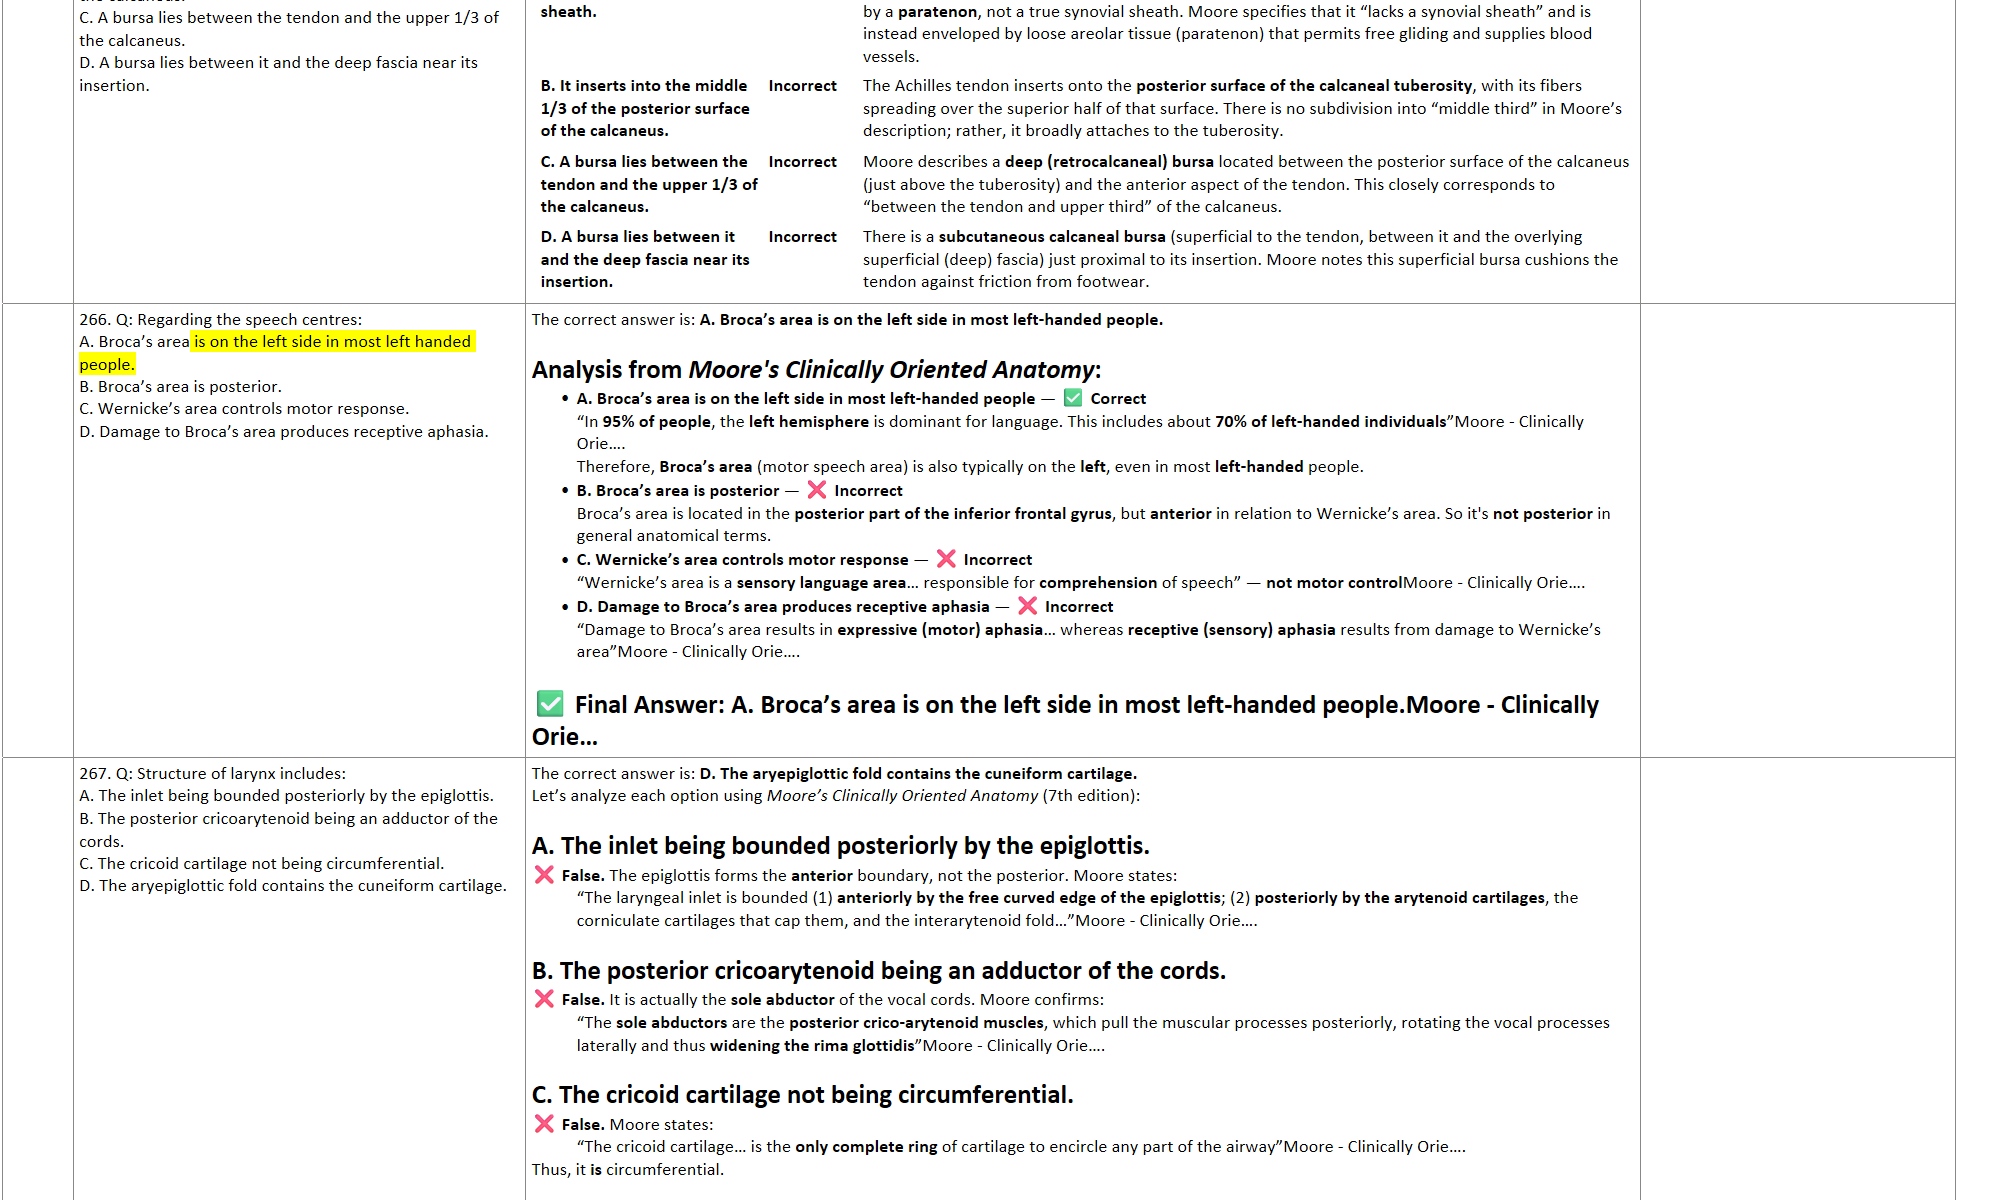 C. A bursa lies between the tendon and the upper 1/3 of
the calcaneus.
D. A bursa lies between it and the deep fascia near its
insertion.
sheath.
by a paratenon, not a true synovial sheath. Moore specifies that it “lacks a synovial sheath” and is
instead enveloped by loose areolar tissue (paratenon) that permits free gliding and supplies blood
vessels.
B. It inserts into the middle
1/3 of the posterior surface
of the calcaneus.
Incorrect
The Achilles tendon inserts onto the posterior surface of the calcaneal tuberosity, with its fibers
spreading over the superior half of that surface. There is no subdivision into “middle third” in Moore’s
description; rather, it broadly attaches to the tuberosity.
C. A bursa lies between the
tendon and the upper 1/3 of
the calcaneus.
Incorrect
Moore describes a deep (retrocalcaneal) bursa located between the posterior surface of the calcaneus
(just above the tuberosity) and the anterior aspect of the tendon. This closely corresponds to
“between the tendon and upper third” of the calcaneus.
D. A bursa lies between it
and the deep fascia near its
insertion.
Incorrect
There is a subcutaneous calcaneal bursa (superficial to the tendon, between it and the overlying
superficial (deep) fascia) just proximal to its insertion. Moore notes this superficial bursa cushions the
tendon against friction from footwear.
266. Q: Regarding the speech centres:
A. Broca’s area is on the left side in most left handed
people.
B. Broca’s area is posterior.
C. Wernicke’s area controls motor response.
D. Damage to Broca’s area produces receptive aphasia.
The correct answer is: A. Broca’s area is on the left side in most left-handed people.
Analysis from Moore's Clinically Oriented Anatomy:
• A. Broca’s area is on the left side in most left-handed people — ✅ Correct
“In 95% of people, the left hemisphere is dominant for language. This includes about 70% of left-handed individuals”Moore - Clinically
Orie….
Therefore, Broca’s area (motor speech area) is also typically on the left, even in most left-handed people.
• B. Broca’s area is posterior — ❌ Incorrect
Broca’s area is located in the posterior part of the inferior frontal gyrus, but anterior in relation to Wernicke’s area. So it's not posterior in
general anatomical terms.
• C. Wernicke’s area controls motor response — ❌ Incorrect
“Wernicke’s area is a sensory language area… responsible for comprehension of speech” — not motor controlMoore - Clinically Orie….
• D. Damage to Broca’s area produces receptive aphasia — ❌ Incorrect
“Damage to Broca’s area results in expressive (motor) aphasia… whereas receptive (sensory) aphasia results from damage to Wernicke’s
area”Moore - Clinically Orie….
✅ Final Answer: A. Broca’s area is on the left side in most left-handed people.Moore - Clinically
Orie…
267. Q: Structure of larynx includes:
A. The inlet being bounded posteriorly by the epiglottis.
B. The posterior cricoarytenoid being an adductor of the
cords.
C. The cricoid cartilage not being circumferential.
D. The aryepiglottic fold contains the cuneiform cartilage.
The correct answer is: D. The aryepiglottic fold contains the cuneiform cartilage.
Let’s analyze each option using Moore’s Clinically Oriented Anatomy (7th edition):
A. The inlet being bounded posteriorly by the epiglottis.
❌ False. The epiglottis forms the anterior boundary, not the posterior. Moore states:
“The laryngeal inlet is bounded (1) anteriorly by the free curved edge of the epiglottis; (2) posteriorly by the arytenoid cartilages, the
corniculate cartilages that cap them, and the interarytenoid fold…”Moore - Clinically Orie….
B. The posterior cricoarytenoid being an adductor of the cords.
❌ False. It is actually the sole abductor of the vocal cords. Moore confirms:
“The sole abductors are the posterior crico-arytenoid muscles, which pull the muscular processes posteriorly, rotating the vocal processes
laterally and thus widening the rima glottidis”Moore - Clinically Orie….
C. The cricoid cartilage not being circumferential.
❌ False. Moore states:
“The cricoid cartilage… is the only complete ring of cartilage to encircle any part of the airway”Moore - Clinically Orie….
Thus, it is circumferential.